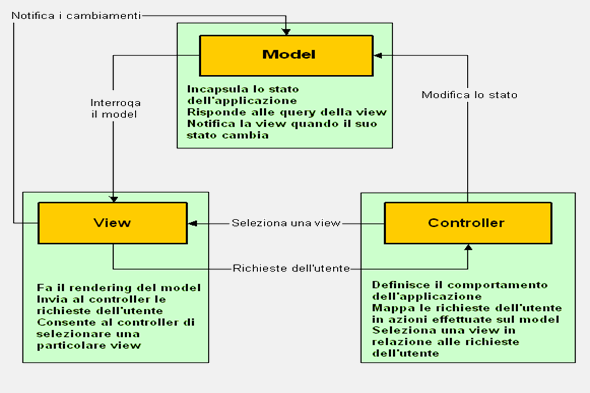 Notifica i cambiamenti
Model
Incapsula lo stato
dell'applicazione
Risponde alle query della view
Notifica la view quando il suo
stato cambia
Interroga
il model
Modifica lo stato
View
Seleziona una view
Controller
Richieste dell'utente
Fa il rendering del model
Invia al controller le
richieste dell'utente
Consente al controller di
selezionare una
particolare view
Definisce il comportamento
dell'applicazione
Mappa le richieste dell'utente
in azioni effettuate sul model
Seleziona una view in
relazione alle richieste
dell'utente